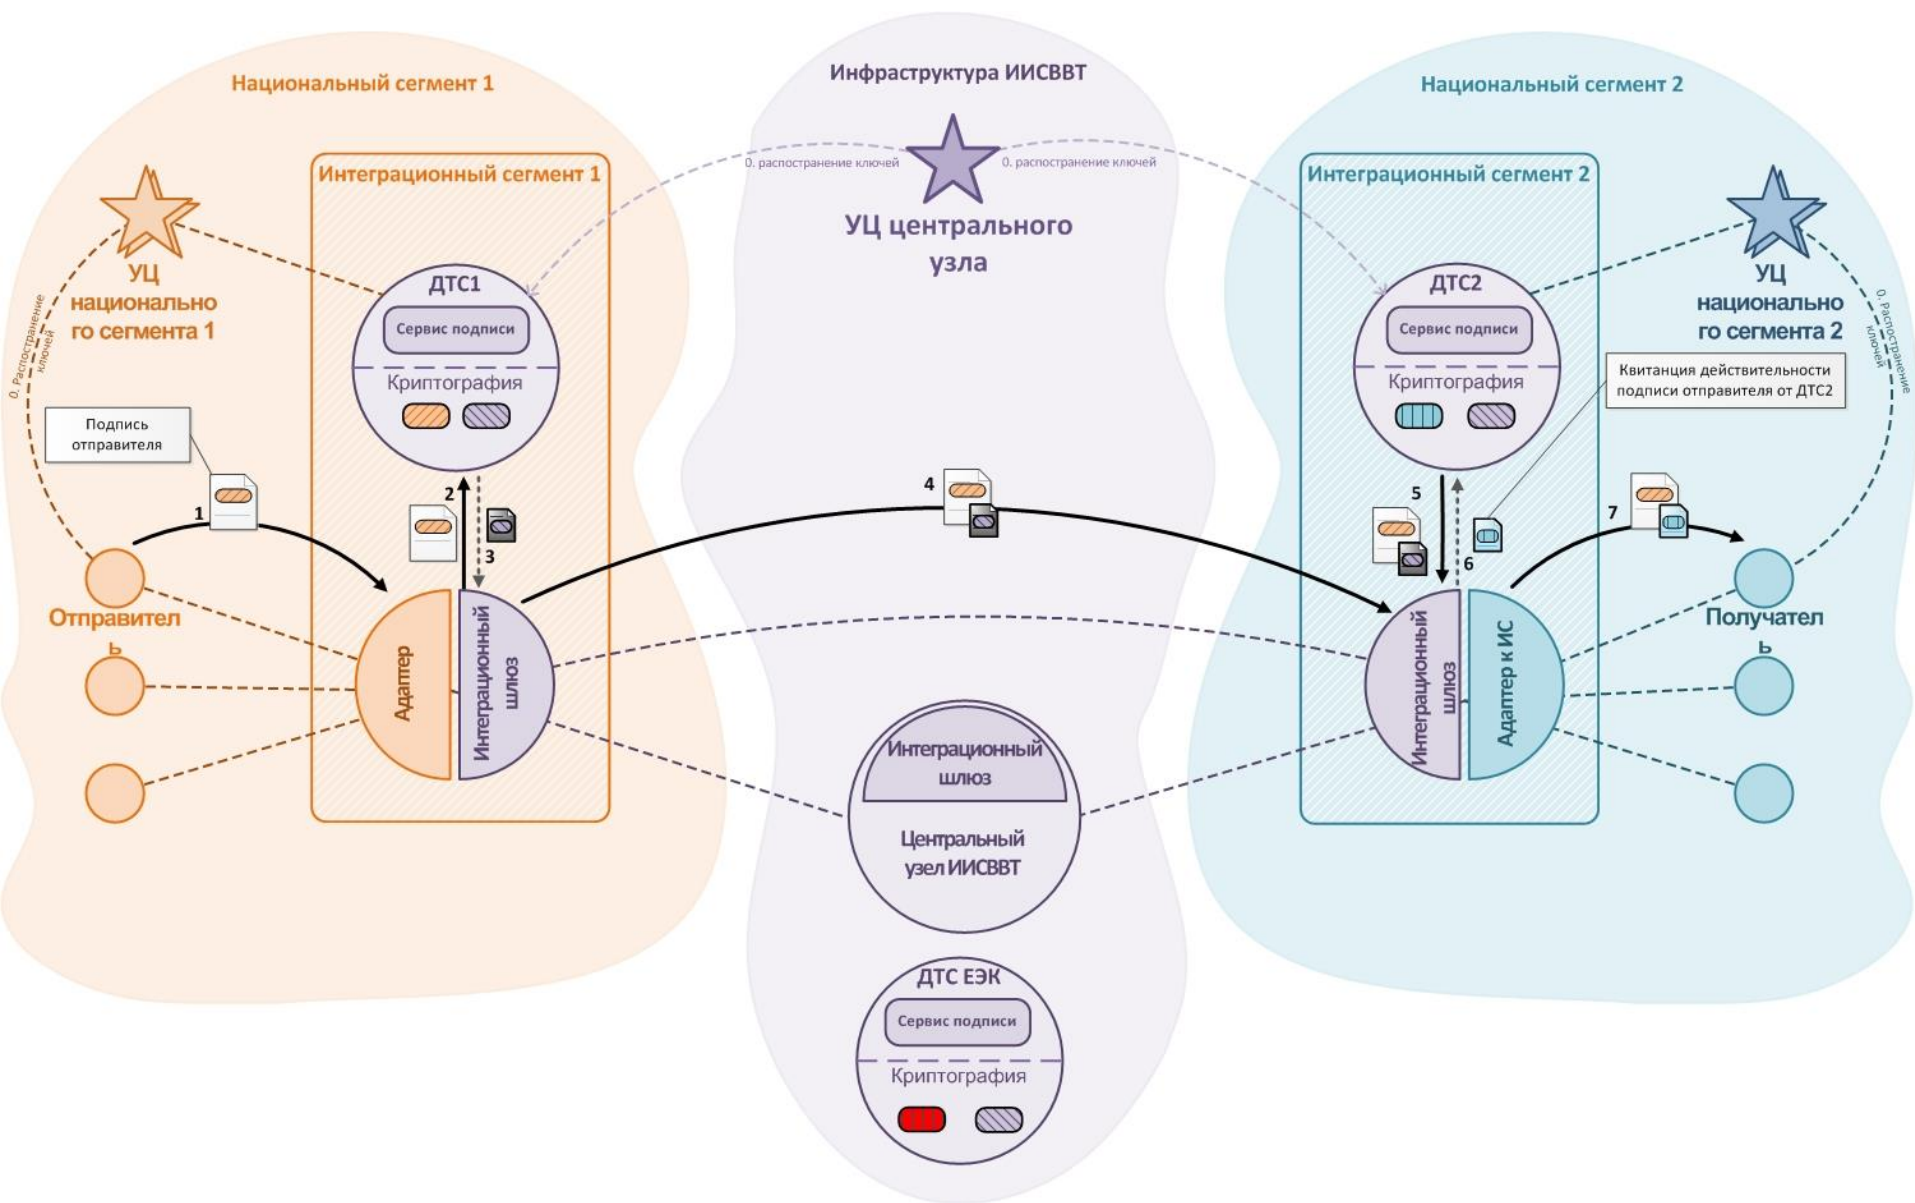 Национальный сегмент 1
Интеграционный сегмент 1
УЦ
национально
го сегмента 1
0. Распостранение
ключей
ДТС1
Сервис подписи
Криптография
Подпись
отправителя
1
2
3
Отправител
ь
Адаптер
Интеграционный
шлюз
Инфраструктура ИИСВВТ
0. распостранение ключей
0. распостранение ключей
УЦ центрального
узла
4
Интеграционный
шлюз
Центральный
узел ИИСВВТ
ДТС ЕЭК
Сервис подписи
Криптография
Национальный сегмент 2
Интеграционный сегмент 2
УЦ
национально
го сегмента 2
0. Распостранение
ключей
ДТС2
Сервис подписи
Криптография
Квитанция действительности
подписи отправителя от ДТС2
5
6
7
Интеграционный
шлюз
Адаптер к ИС
Получател
ь